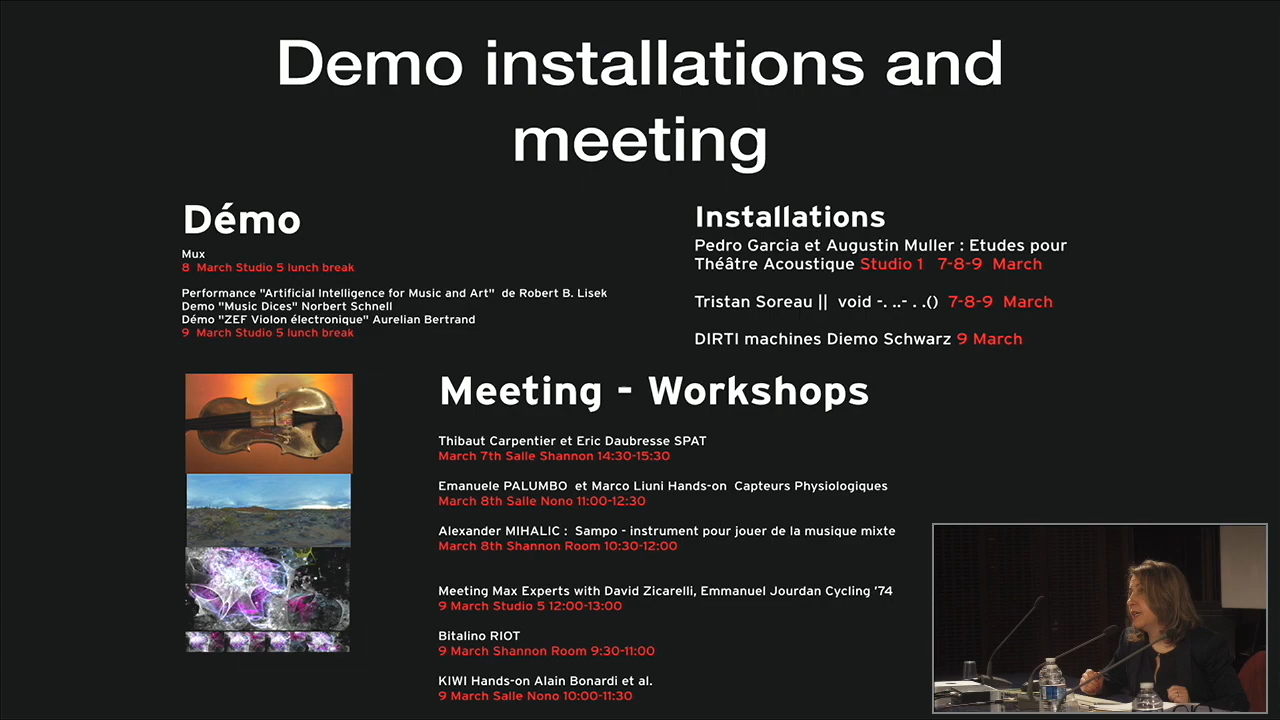 Demo installations and
meeting
Démo
Mux
8 March Studio 5 lunch break
Performance "Artificial Intelligence for Music and Art" de Robert B. Lisek
Demo "Music Dices" Norbert Schnell
Démo "ZEF Violon électronique" Aurelian Bertrand
9 March Studio 5 lunch break
Installations
Pedro Garcia et Augustin Muller : Etudes pour
Théâtre Acoustique Studio 1 7-8-9 March
Tristan Soreau || void -. ..- . .() 7-8-9 March
DIRTI machines Diemo Schwarz 9 March
Meeting - Workshops
Thibaut Carpentier et Eric Daubresse SPAT
March 7th Salle Shannon 14:30-15:30
Emanuele PALUMBO et Marco Liuni Hands-on Capteurs Physiologiques
March 8th Salle Nono 11:00-12:30
Alexander MIHALIC : Sampo - instrument pour jouer de la musique mixte
March 8th Shannon Room 10:30-12:00
Meeting Max Experts with David Zicarelli, Emmanuel Jourdan Cycling '74
9 March Studio 5 12:00-13:00
Bitalino RIOT
9 March Shannon Room 9:30-11:00
KIWI Hands-on Alain Bonardi et al.
9 March Salle Nono 10:00-11:30